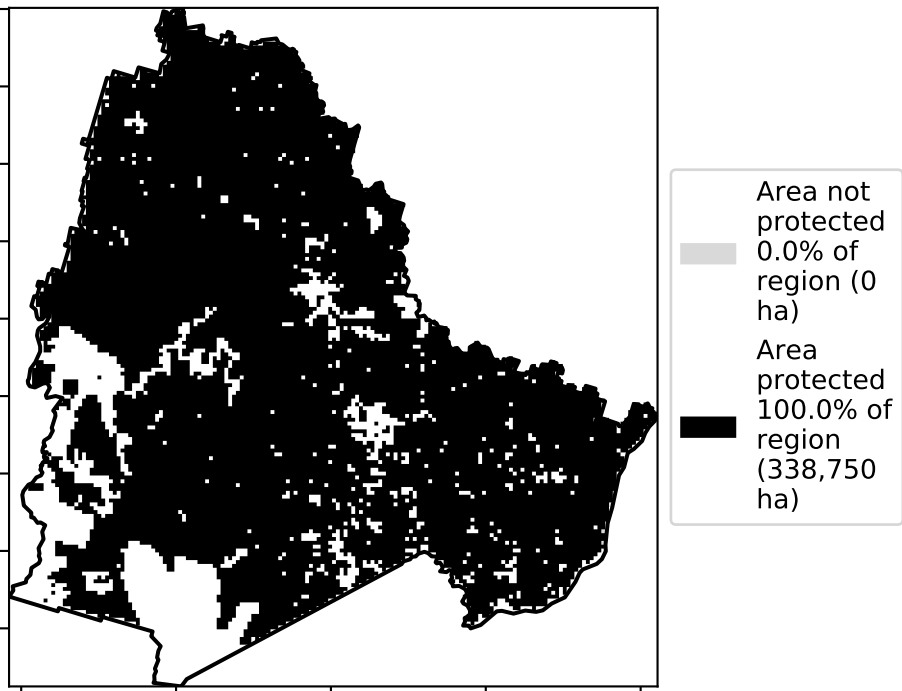 Area not
protected
0.0% of
region (0
ha)
Area
protected
100.0% of
region
(338,750
ha)